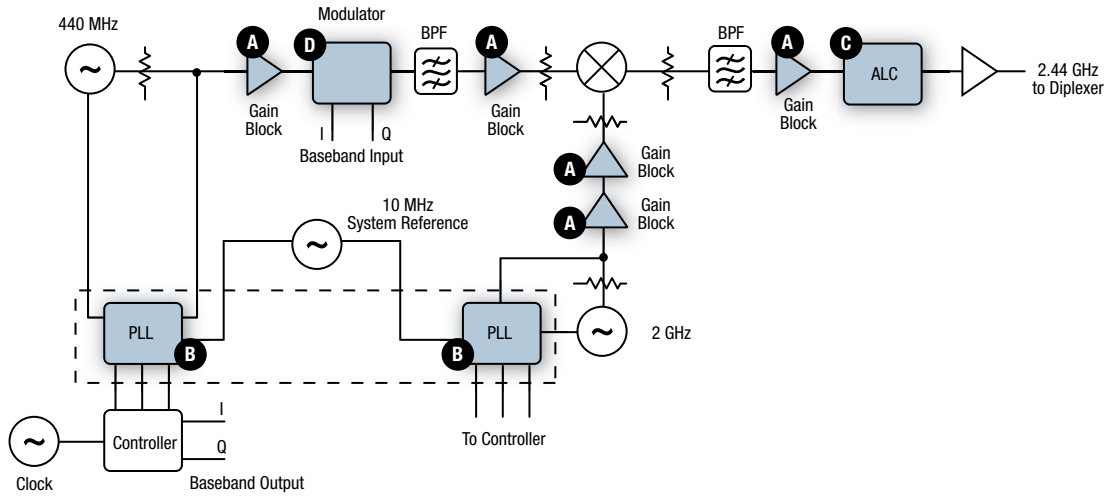 440 MHz
~
A
Gain
Block
Modulator
D
I
Q
Baseband Input
BPF
A
Gain
Block
BPF
A
Gain
Block
C
ALC
2.44 GHz
to Diplexer
Gain
Block
A
Gain
Block
A
10 MHz
System Reference
~
PLL
B
PLL
B
~
2 GHz
To Controller
~
Clock
Controller
I
Q
Baseband Output